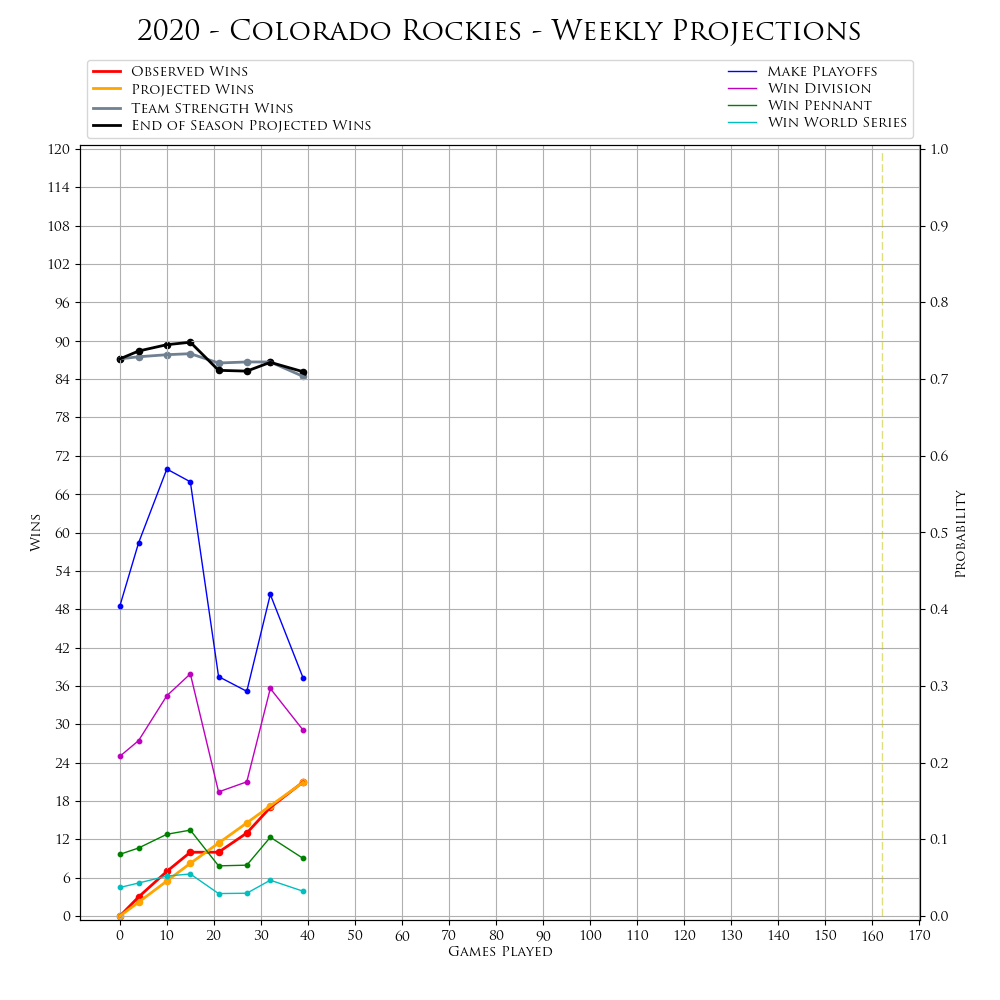 2020 - Colorado Rockies - Weekly Projections
Observed Wins
Projected Wins
Team Strength Wins
End of Season Projected Wins
Make Playoffs
Win Division
Win Pennant
Win World Series
120
114
108
102
96
90
84
78
72
66
60
54
48
42
36
30
24
18
12
6
0
Wins
1.0
0.9
0.8
0.7
0.6
0.5
0.4
0.3
0.2
0.1
0.0
Probability
0 10 20 30 40 50 60 70 80 90 100 110 120 130 140 150 160 170
Games Played